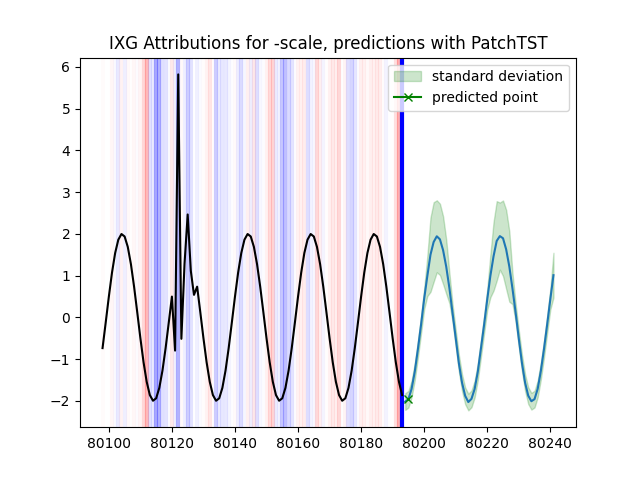 IXG Attributions for -scale, predictions with PatchTST
standard deviation
predicted point
6
5
4
3
2
1
0
−1
−2
80100 80120 80140 80160 80180 80200 80220 80240